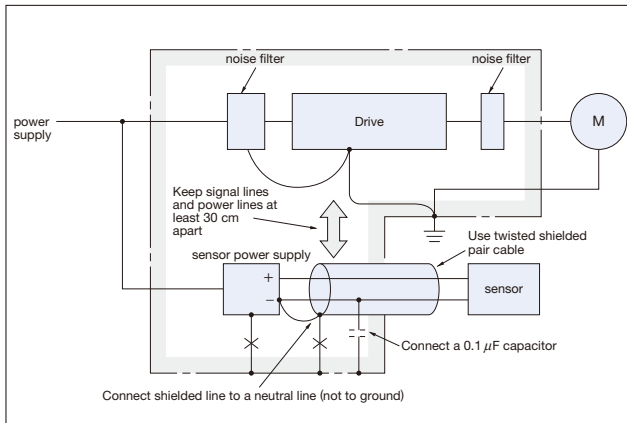 noise filter
noise filter
power
supply
Drive
M
Keep signal lines
and power lines at
least 30 cm
apart
Use twisted shielded
pair cable
sensor power supply
+
−
sensor
Connect a 0.1 μF capacitor
Connect shielded line to a neutral line (not to ground)